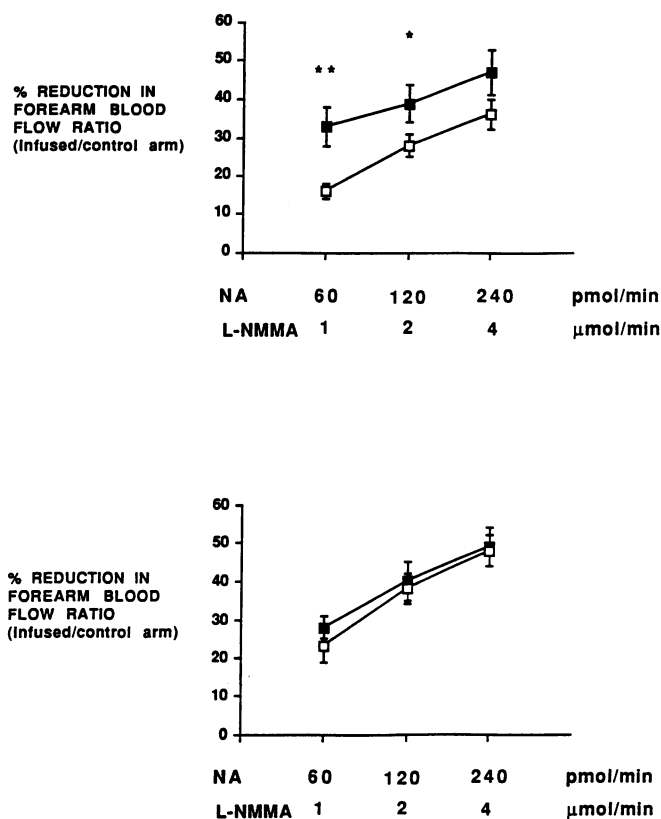 60
50
40
30
20
10
0
**
*
% REDUCTION IN
FOREARM BLOOD
FLOW RATIO
(Infused/control arm)
NA 60 120 240 pmol/min
L-NMMA 1 2 4 μmol/min
60
50
40
30
20
10
0
% REDUCTION IN
FOREARM BLOOD
FLOW RATIO
(Infused/control arm)
NA 60 120 240 pmol/min
L-NMMA 1 2 4 μmol/min